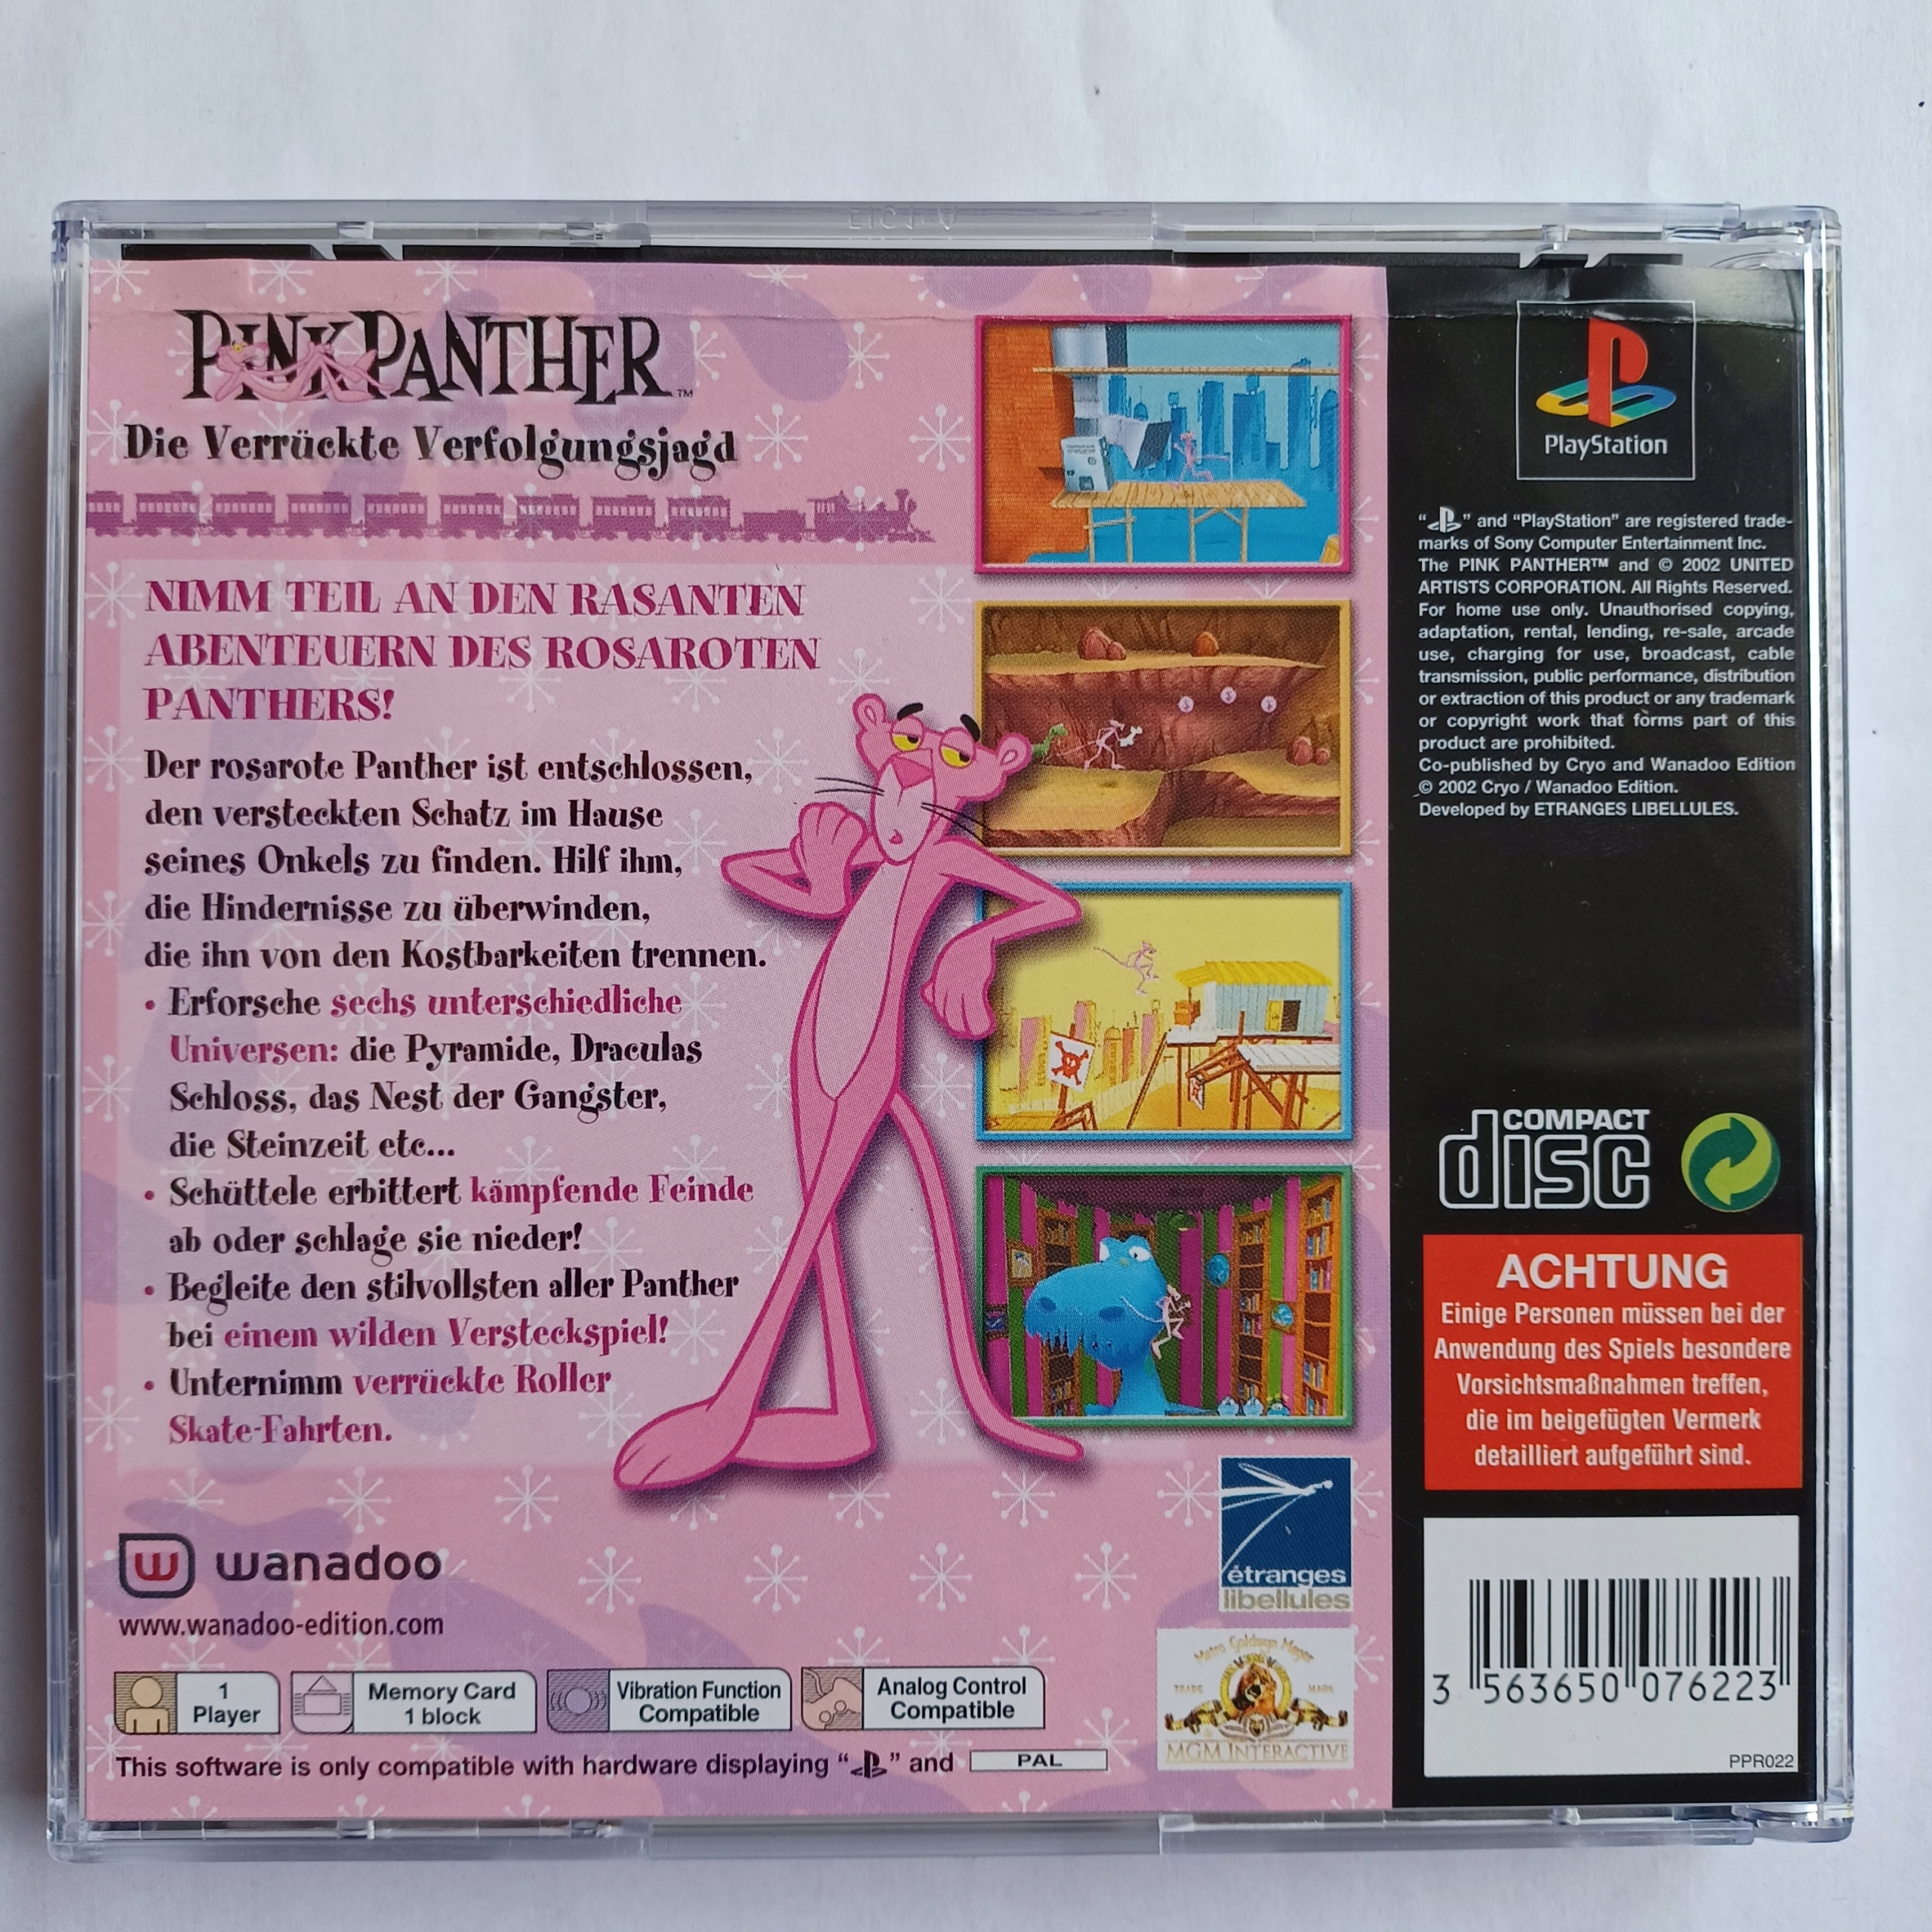 PINK PANTHER™
Die Verrückte Verfolgungsjagd
NIMM TEIL AN DEN RASANTEN
ABENTEUERN DES ROSAROTEN
PANTHERS!
Der rosarote Panther ist entschlossen,
den versteckten Schatz im Hause
seines Onkels zu finden. Hilf ihm,
die Hindernisse zu überwinden,
die ihn von den Kostbarkeiten trennen.
• Erforsche sechs unterschiedliche
Universen: die Pyramide, Draculas
Schloss, das Nest der Gangster,
die Steinzeit etc...
• Schüttele erbittert kämpfende Feinde
ab oder schlage sie nieder!
• Begleite den stilvollsten aller Panther
bei einem wilden Versteckspiel!
• Unternimm verrückte Roller
Skate-Fahrten.
w wanadoo
www.wanadoo-edition.com
1
Player
Memory Card
1 block
Vibration Function
Compatible
Analog Control
Compatible
This software is only compatible with hardware displaying “PS” and PAL
étranges
libellules
Metro Goldwyn Mayer
TRADE MARK
MGM INTERACTIVE
PlayStation
“PS” and “PlayStation” are registered trade-
marks of Sony Computer Entertainment Inc.
The PINK PANTHER™ and © 2002 UNITED
ARTISTS CORPORATION. All Rights Reserved.
For home use only. Unauthorised copying,
adaptation, rental, lending, re-sale, arcade
use, charging for use, broadcast, cable
transmission, public performance, distribution
or extraction of this product or any trademark
or copyright work that forms part of this
product are prohibited.
Co-published by Cryo and Wanadoo Edition
© 2002 Cryo / Wanadoo Edition.
Developed by ETRANGES LIBELLULES.
COMPACT
disc
ACHTUNG
Einige Personen müssen bei der
Anwendung des Spiels besondere
Vorsichtsmaßnahmen treffen,
die im beigefügten Vermerk
detailliert aufgeführt sind.
3 563650 076223
PPR022